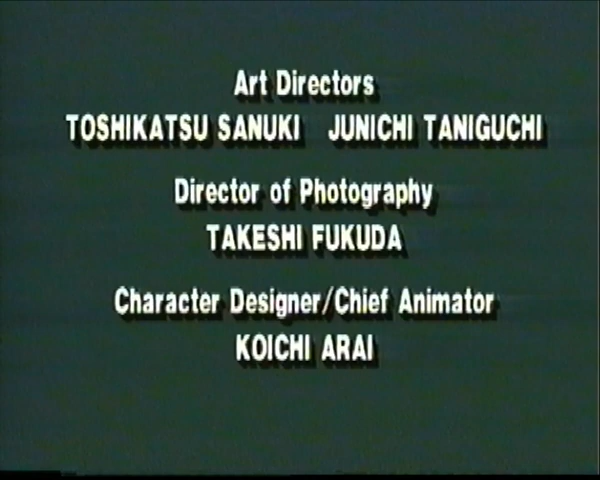 Art Directors
TOSHIKATSU SANUKI JUNICHI TANIGUCHI
Director of Photography
TAKESHI FUKUDA
Character Designer/Chief Animator
KOICHI ARAI